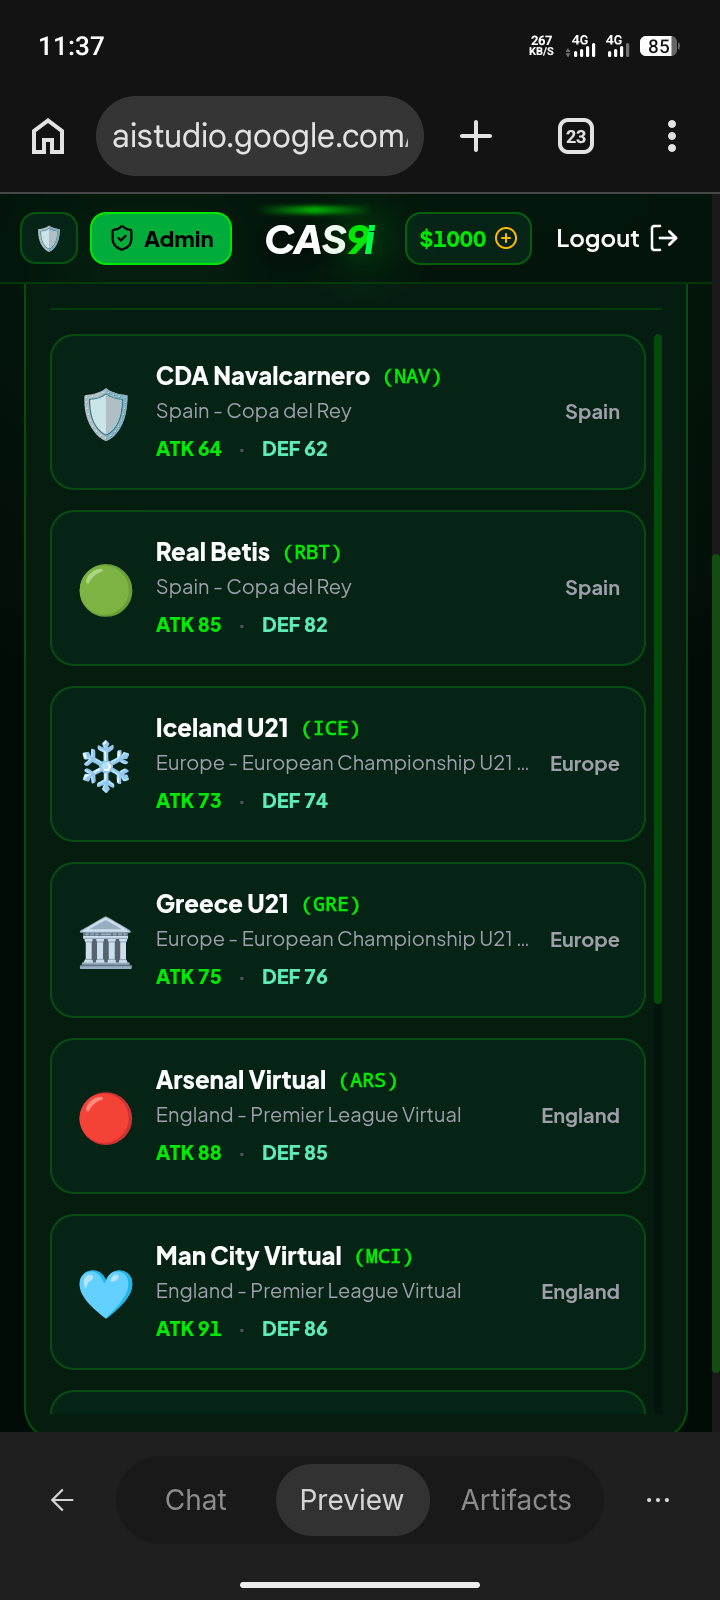 11:37
267
KB/S
4G
4G
85
aistudio.google.com/
23
Admin
CAS9i
$1000
Logout
CDA Navalcarnero (NAV)
Spain - Copa del Rey
Spain
ATK 64 · DEF 62
Real Betis (RBT)
Spain - Copa del Rey
Spain
ATK 85 · DEF 82
Iceland U21 (ICE)
Europe - European Championship U21 ...
Europe
ATK 73 · DEF 74
Greece U21 (GRE)
Europe - European Championship U21 ...
Europe
ATK 75 · DEF 76
Arsenal Virtual (ARS)
England - Premier League Virtual
England
ATK 88 · DEF 85
Man City Virtual (MCI)
England - Premier League Virtual
England
ATK 91 · DEF 86
Chat
Preview
Artifacts